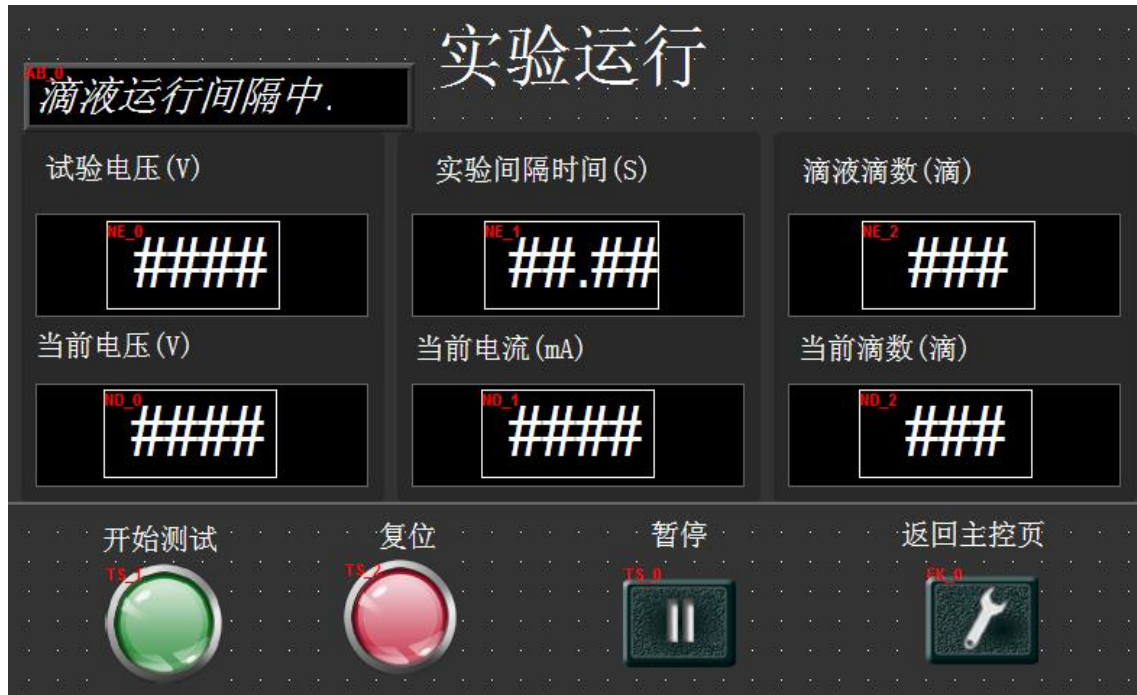 实验运行
AB_0
滴液运行间隔中.
试验电压(V) 实验间隔时间(S) 滴液滴数(滴)
NE_0 NE_1 NE_2
#### ##.## ###
当前电压(V) 当前电流(mA) 当前滴数(滴)
ND_0 ND_1 ND_2
#### #### ###
开始测试 复位 暂停 返回主控页
TS_1 TS_2 TS_0 FK_0